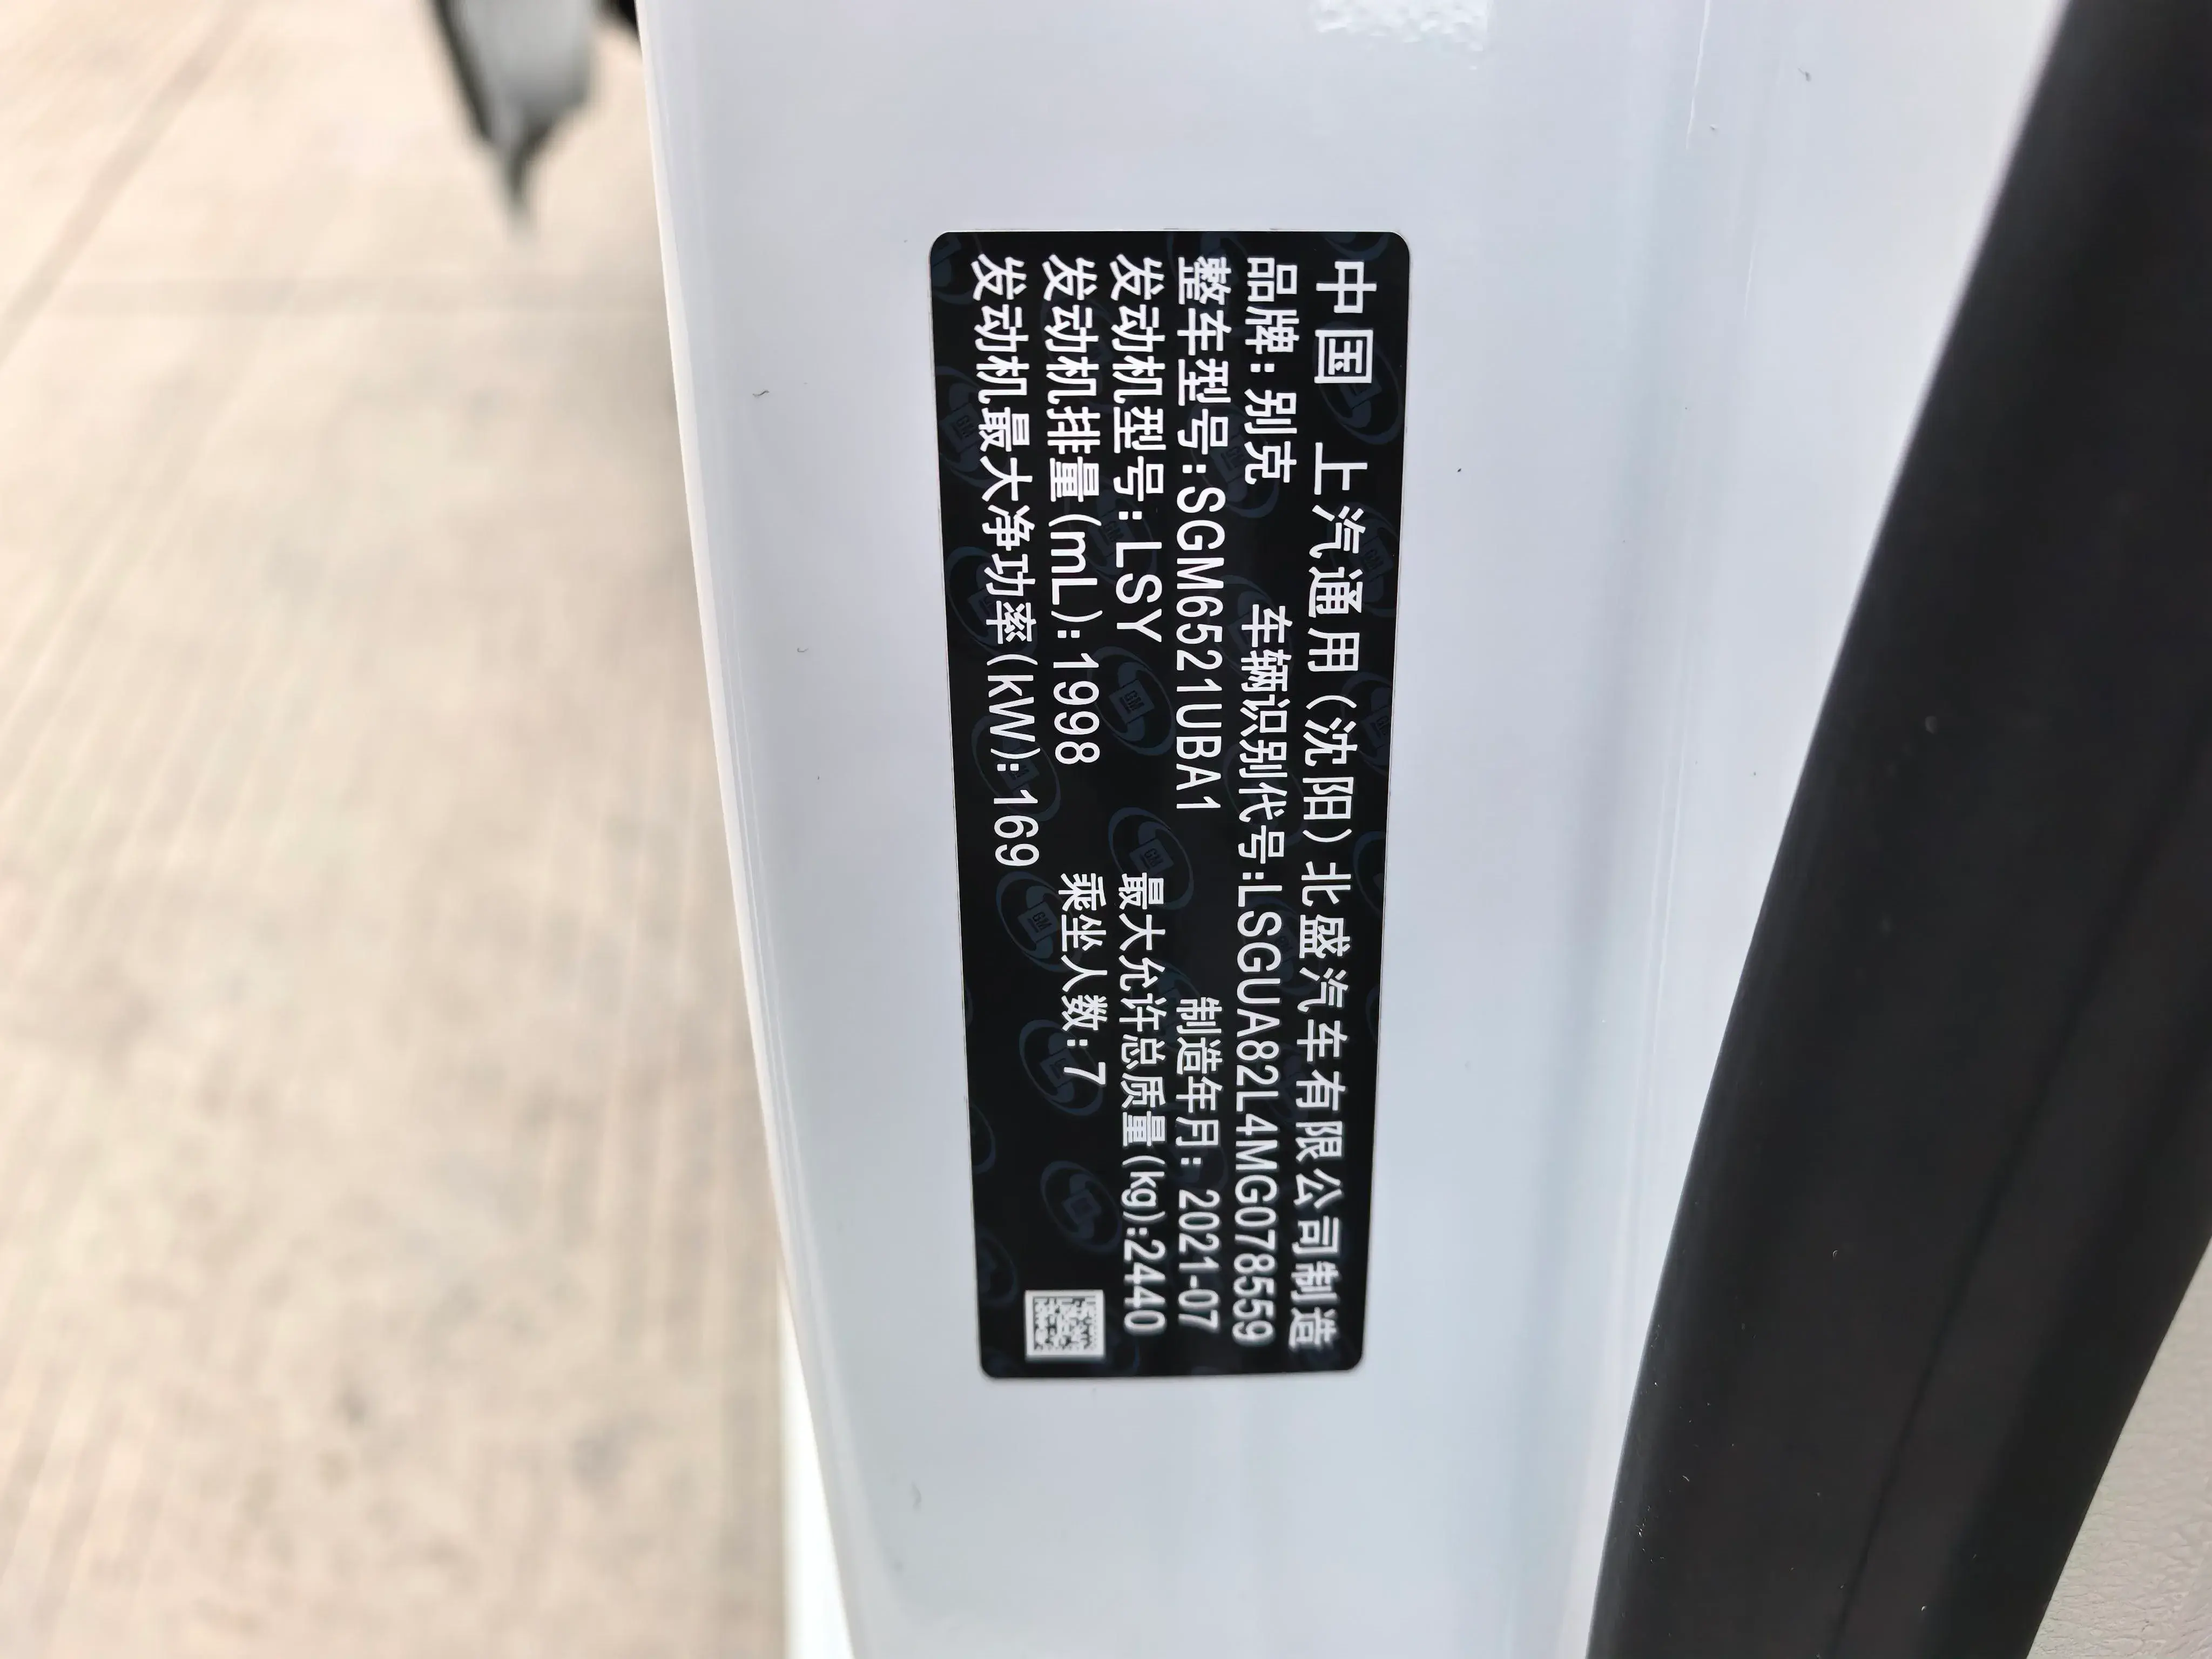 中国 上汽通用(沈阳)北盛汽车有限公司制造
品牌:别克 车辆识别代号:LSGUA82L4MG078559
整车型号:SGM6521UBA1 制造年月:2021-07
发动机型号:LSY 最大允许总质量(kg):2440
发动机排量(mL):1998 乘坐人数:7
发动机最大净功率(kW):169